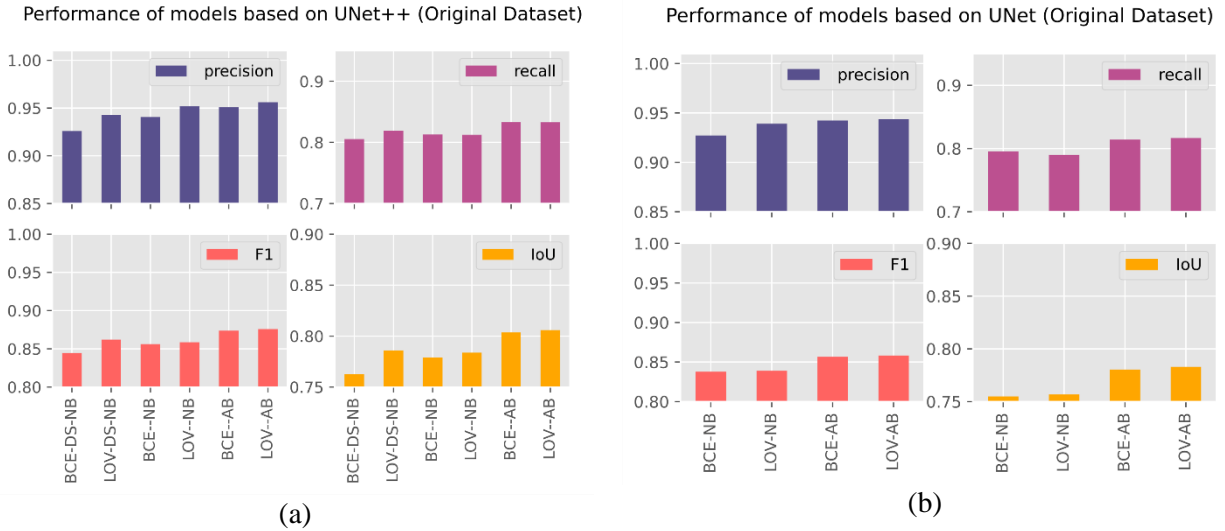 Performance of models based on UNet++ (Original Dataset)
1.00
0.95
0.90
0.85
precision
0.9
0.8
0.7
recall
1.00
0.95
0.90
0.85
0.80
F1
0.90
0.85
0.80
0.75
IoU
BCE-DS-NB
LOV-DS-NB
BCE--NB
LOV--NB
BCE--AB
LOV--AB
BCE-DS-NB
LOV-DS-NB
BCE--NB
LOV--NB
BCE--AB
LOV--AB
(a)
Performance of models based on UNet (Original Dataset)
1.00
0.95
0.90
0.85
precision
0.9
0.8
0.7
recall
1.00
0.95
0.90
0.85
0.80
F1
0.90
0.85
0.80
0.75
IoU
BCE-NB
LOV-NB
BCE-AB
LOV-AB
BCE-NB
LOV-NB
BCE-AB
LOV-AB
(b)